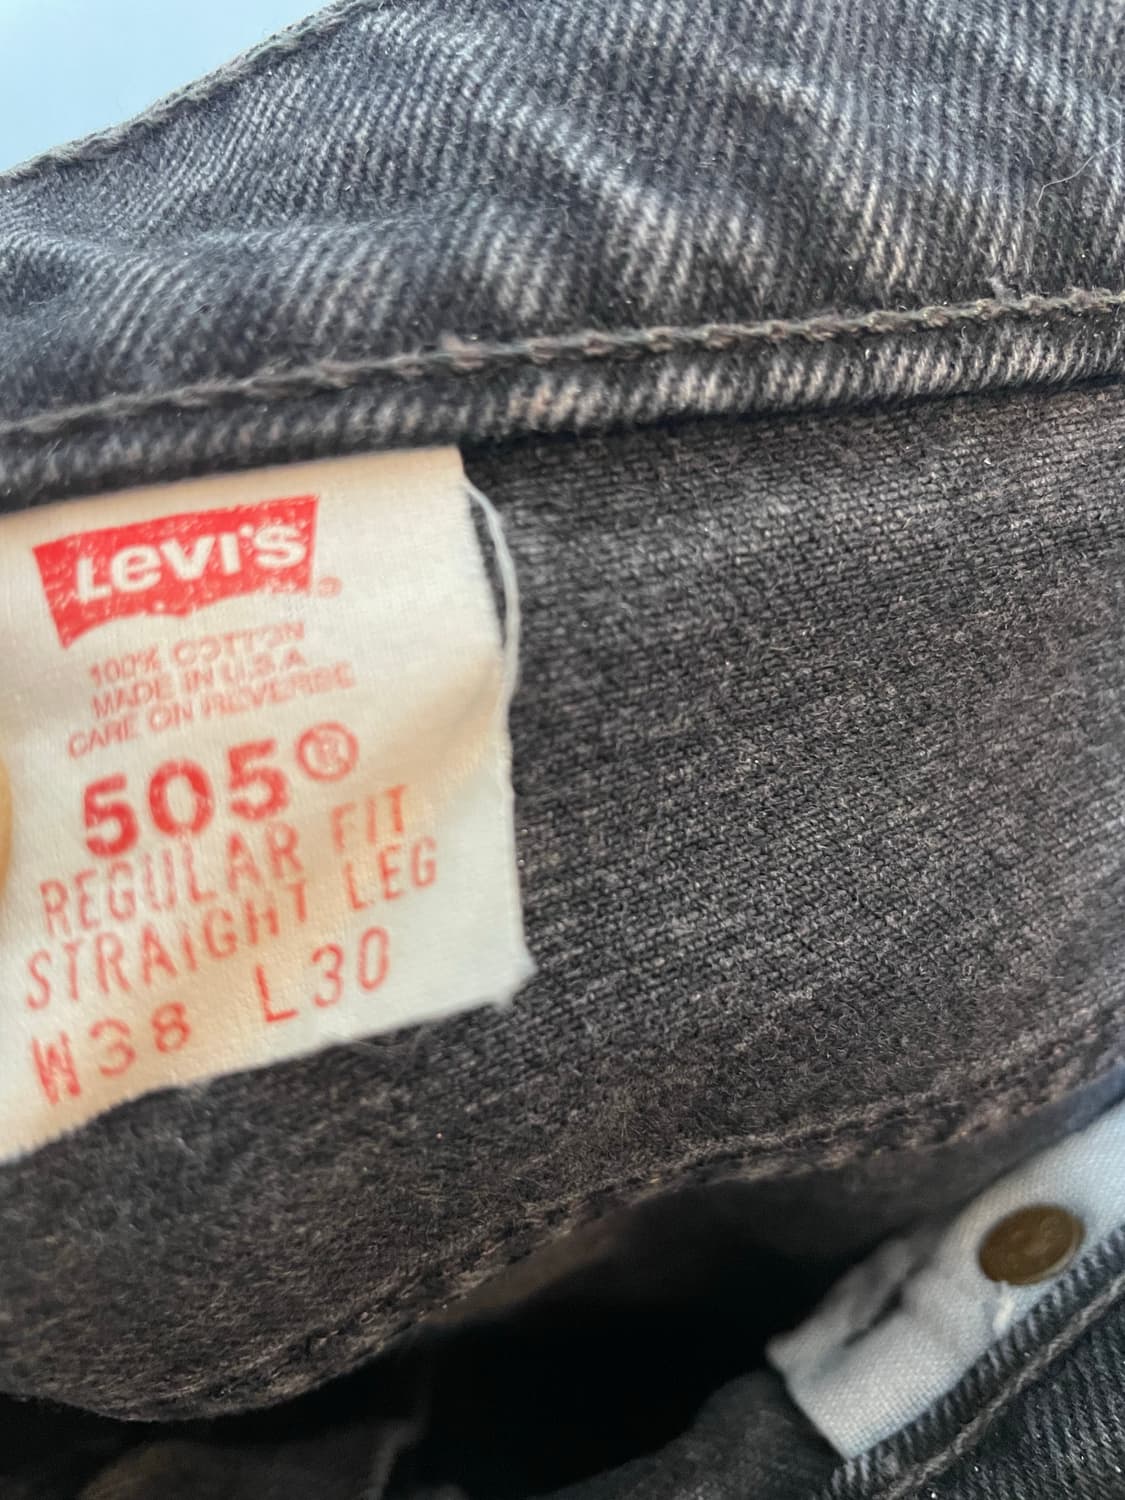 Levi's®
100% COTTON
MADE IN U.S.A
CARE ON REVERSE
505®
REGULAR FIT
STRAIGHT LEG
W38 L30